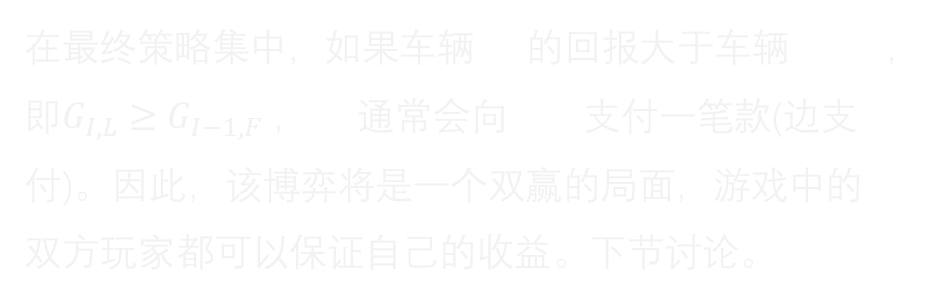 在最终策略集中，如果车辆 的回报大于车辆 ，
即G_{I,L} ≥ G_{I−1,F}， 通常会向 支付一笔款(边支
付)。因此，该博弈将是一个双赢的局面，游戏中的
双方玩家都可以保证自己的收益。下节讨论。